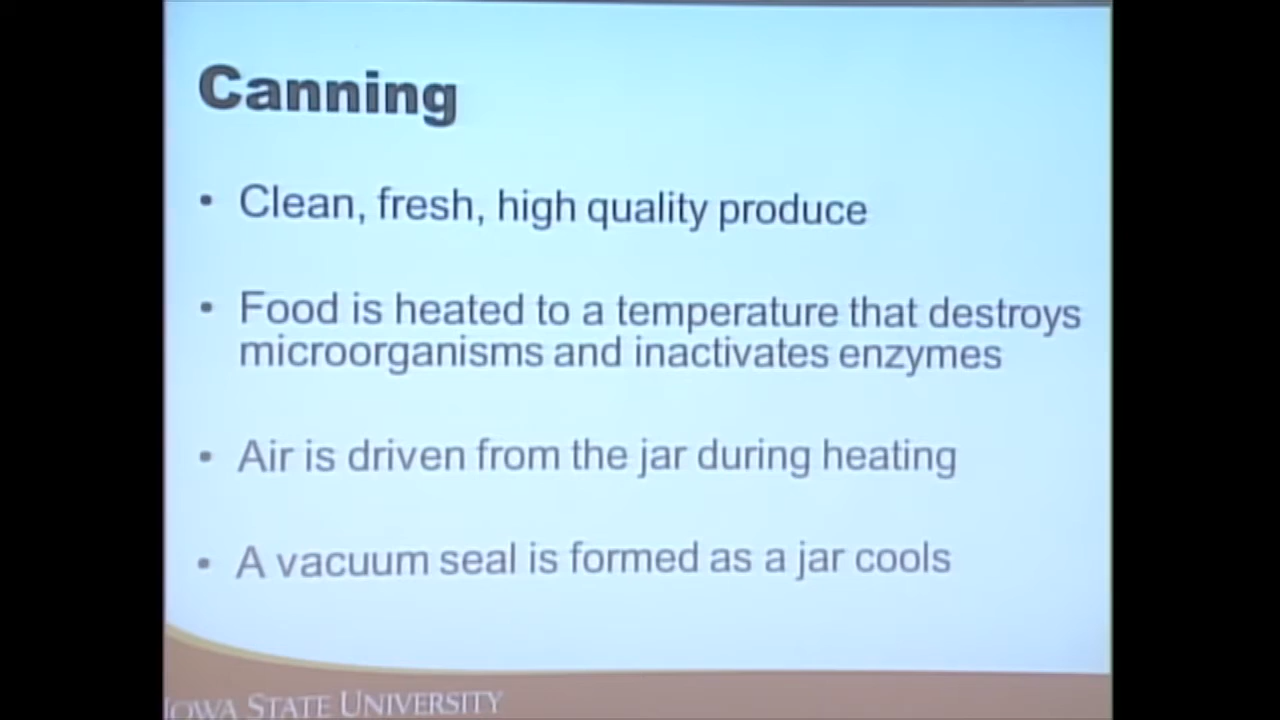 Canning
• Clean, fresh, high quality produce
• Food is heated to a temperature that destroys
microorganisms and inactivates enzymes
• Air is driven from the jar during heating
• A vacuum seal is formed as a jar cools
IOWA STATE UNIVERSITY